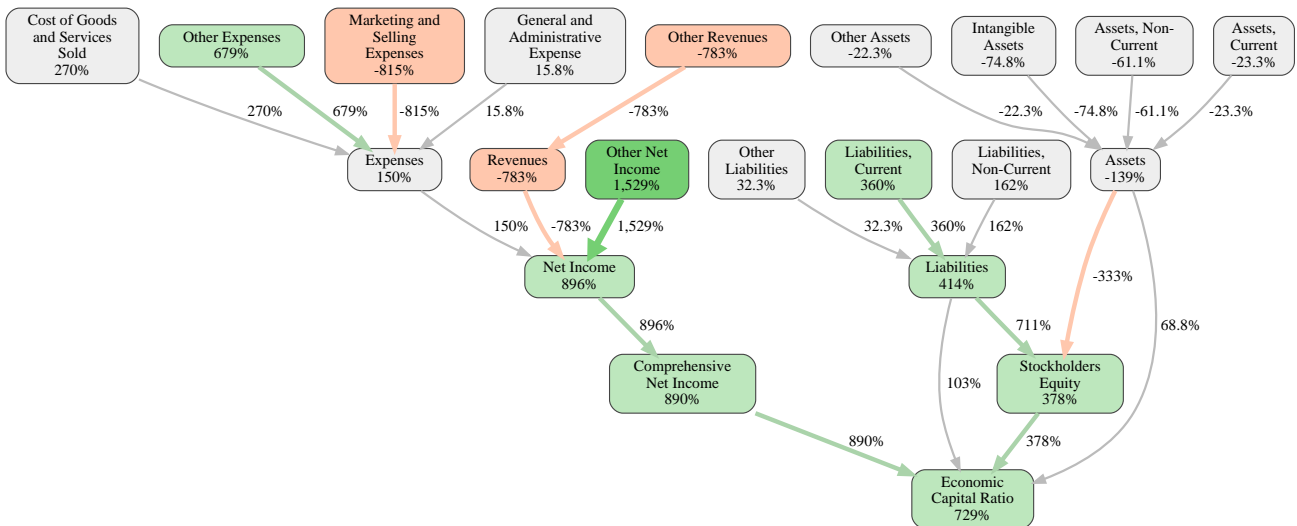 Cost of Goods
and Services
Sold
270%
Other Expenses
679%
Marketing and
Selling
Expenses
-815%
General and
Administrative
Expense
15.8%
Other Revenues
-783%
Other Assets
-22.3%
Intangible
Assets
-74.8%
Assets, Non-
Current
-61.1%
Assets,
Current
-23.3%
270%
679%
-815%
15.8%
-783%
-22.3%
-74.8%
-61.1%
-23.3%
Expenses
150%
Revenues
-783%
Other Net
Income
1,529%
Other
Liabilities
32.3%
Liabilities,
Current
360%
Liabilities,
Non-Current
162%
Assets
-139%
150%
-783%
1,529%
32.3%
360%
162%
Net Income
896%
Liabilities
414%
-333%
896%
711%
68.8%
Comprehensive
Net Income
890%
103%
Stockholders
Equity
378%
890%
378%
Economic
Capital Ratio
729%